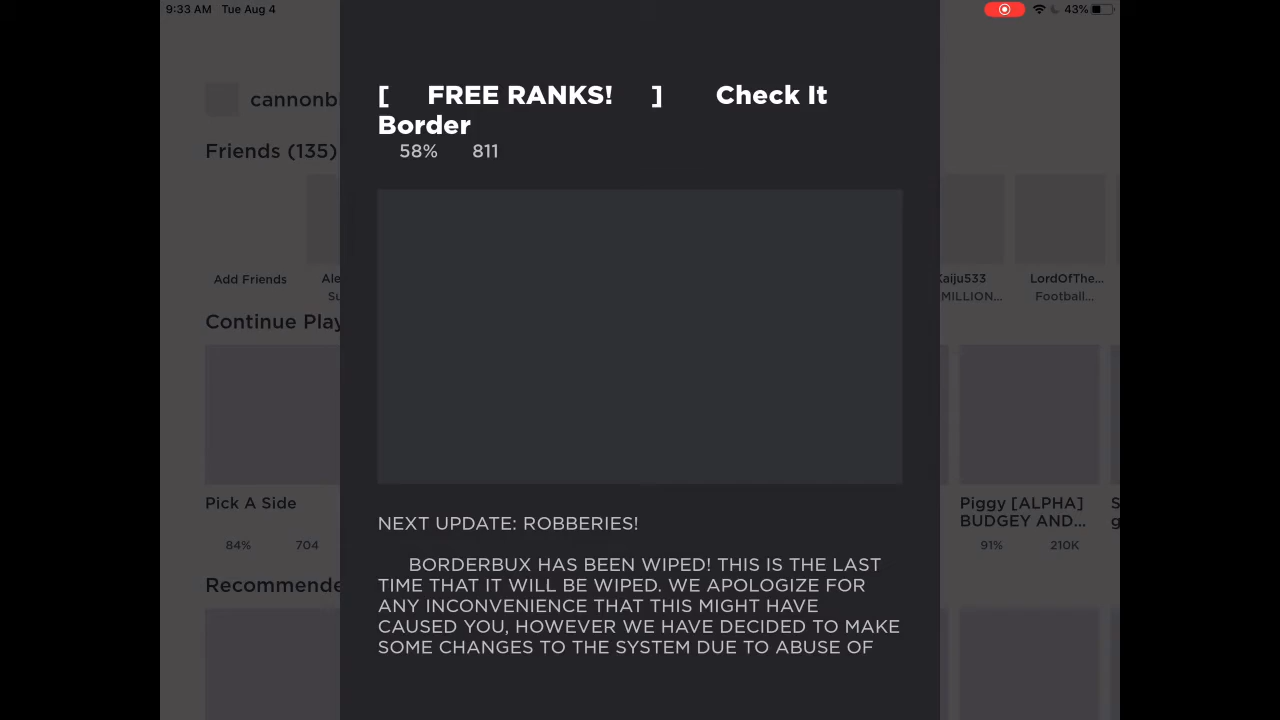 9:33 AM Tue Aug 4
43%
[ FREE RANKS! ] Check It
Border
58% 811
NEXT UPDATE: ROBBERIES!
BORDERBUX HAS BEEN WIPED! THIS IS THE LAST
TIME THAT IT WILL BE WIPED. WE APOLOGIZE FOR
ANY INCONVENIENCE THAT THIS MIGHT HAVE
CAUSED YOU, HOWEVER WE HAVE DECIDED TO MAKE
SOME CHANGES TO THE SYSTEM DUE TO ABUSE OF
cannonb
Friends (135)
Add Friends
Ale
Su
Kaiju533
MILLION...
LordOfThe...
Football...
Continue Play
Pick A Side
84% 704
Piggy [ALPHA]
BUDGEY AND...
91% 210K
S
g
Recommende